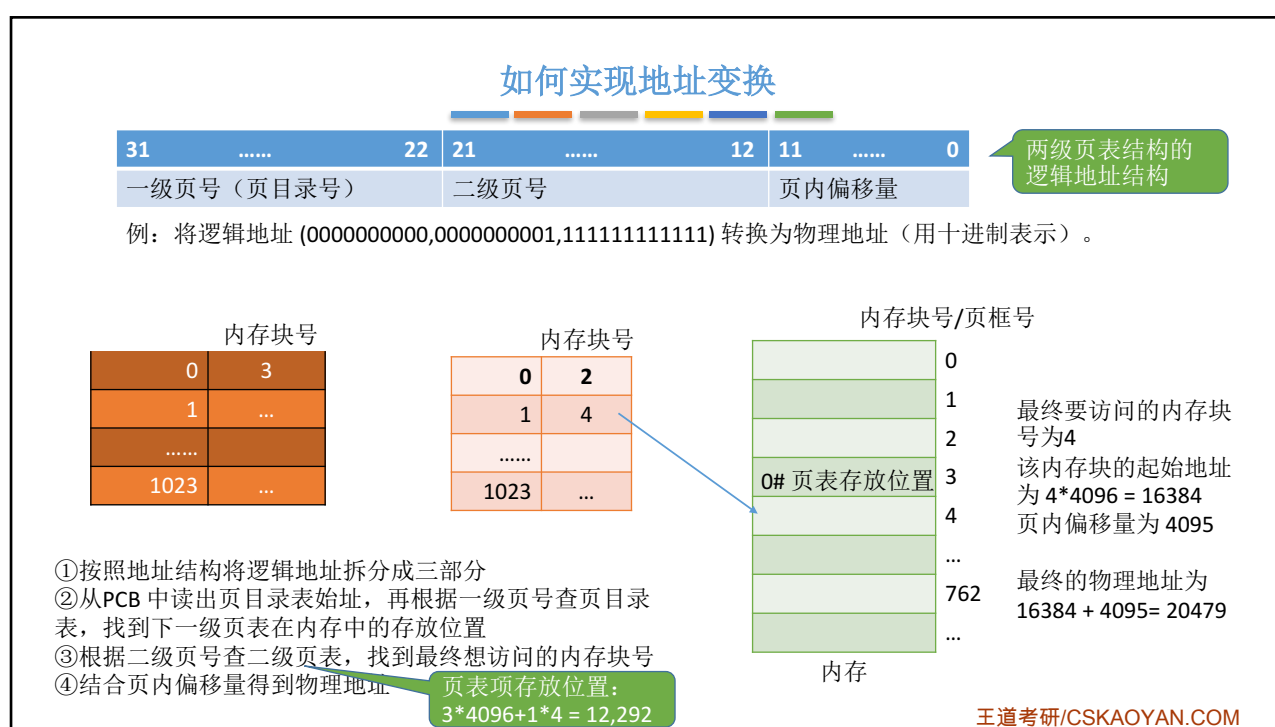 如何实现地址变换
31 …… 22 21 …… 12 11 …… 0
一级页号（页目录号） 二级页号 页内偏移量
两级页表结构的
逻辑地址结构
例：将逻辑地址 (0000000000,0000000001,111111111111) 转换为物理地址（用十进制表示）。
内存块号
0 3
1 …
……
1023 …
内存块号
0 2
1 4
……
1023 …
内存块号/页框号
0
1
2
0# 页表存放位置 3
4
…
762
…
内存
最终要访问的内存块
号为4
该内存块的起始地址
为 4*4096 = 16384
页内偏移量为 4095
最终的物理地址为
16384 + 4095= 20479
①按照地址结构将逻辑地址拆分成三部分
②从PCB 中读出页目录表始址，再根据一级页号查页目录
表，找到下一级页表在内存中的存放位置
③根据二级页号查二级页表，找到最终想访问的内存块号
④结合页内偏移量得到物理地址
页表项存放位置：
3*4096+1*4 = 12,292
王道考研/CSKAOYAN.COM